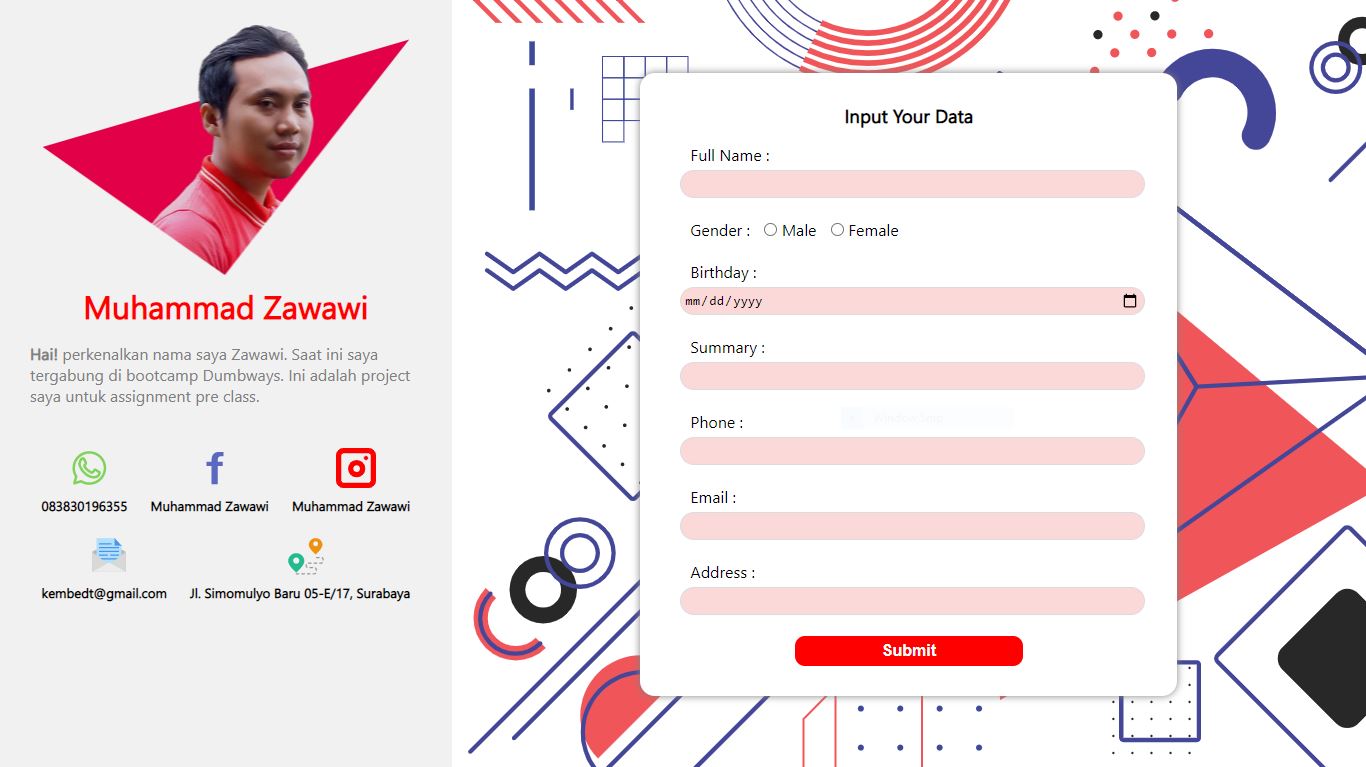 Muhammad Zawawi
Hai! perkenalkan nama saya Zawawi. Saat ini saya
tergabung di bootcamp Dumbways. Ini adalah project
saya untuk assignment pre class.
083830196355
Muhammad Zawawi
Muhammad Zawawi
kembedt@gmail.com
Jl. Simomulyo Baru 05-E/17, Surabaya
Input Your Data
Full Name :
Gender : Male Female
Birthday :
mm/dd/yyyy
Summary :
Phone :
Window Snip
Email :
Address :
Submit